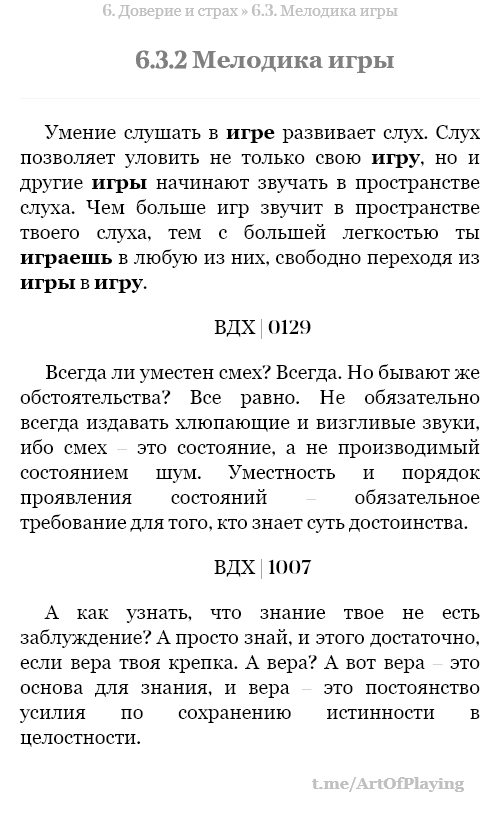 6. Доверие и страх » 6.3. Мелодика игры
6.3.2 Мелодика игры
Умение слушать в игре развивает слух. Слух
позволяет уловить не только свою игру, но и
другие игры начинают звучать в пространстве
слуха. Чем больше игр звучит в пространстве
твоего слуха, тем с большей легкостью ты
играешь в любую из них, свободно переходя из
игры в игру.
ВДХ | 0129
Всегда ли уместен смех? Всегда. Но бывают же
обстоятельства? Все равно. Не обязательно
всегда издавать хлюпающие и визгливые звуки,
ибо смех – это состояние, а не производимый
состоянием шум. Уместность и порядок
проявления состояний – обязательное
требование для того, кто знает суть достоинства.
ВДХ | 1007
А как узнать, что знание твое не есть
заблуждение? А просто знай, и этого достаточно,
если вера твоя крепка. А вера? А вот вера – это
основа для знания, и вера – это постоянство
усилия по сохранению истинности в
целостности.
t.me/ArtOfPlaying